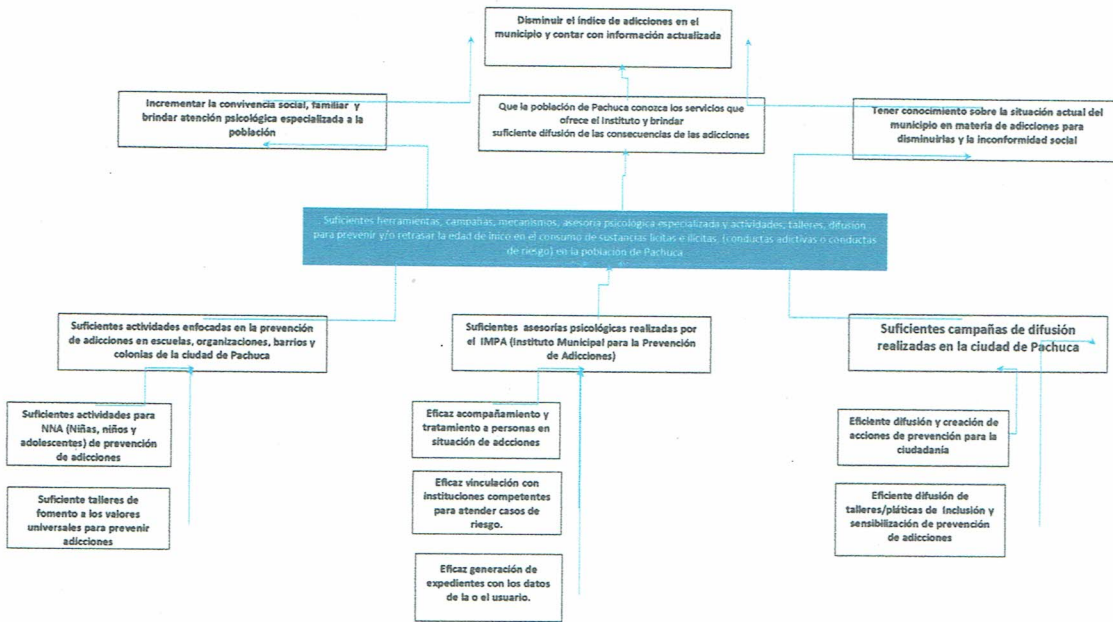 Disminuir el índice de adicciones en el
municipio y contar con información actualizada
Incrementar la convivencia social, familiar y
brindar atención psicológica especializada a la
población
Que la población de Pachuca conozca los servicios que
ofrece el Instituto y brindar
suficiente difusión de las consecuencias de las adicciones
Tener conocimiento sobre la situación actual del
municipio en materia de adicciones para
disminuirlas y la inconformidad social
Suficientes herramientas, campañas, mecanismos, asesoria psicológica especializada y actividades, talleres, difusión
para prevenir y/o retrasar la edad de inico en el consumo de sustancias licitas e ilicitas, (conductas adictivas o conductas
de riesgo) en la población de Pachuca
Suficientes actividades enfocadas en la prevención
de adicciones en escuelas, organizaciones, barrios y
colonias de la ciudad de Pachuca
Suficientes asesorías psicológicas realizadas por
el IMPA (Instituto Municipal para la Prevención
de Adicciones)
Suficientes campañas de difusión
realizadas en la ciudad de Pachuca
Suficientes actividades para
NNA (Niñas, niños y
adolescentes) de prevención
de adicciones
Suficiente talleres de
fomento a los valores
universales para prevenir
adicciones
Eficaz acompañamiento y
tratamiento a personas en
situación de adcciones
Eficaz vinculación con
instituciones competentes
para atender casos de
riesgo.
Eficaz generación de
expedientes con los datos
de la o el usuario.
Eficiente difusión y creación de
acciones de prevención para la
ciudadanía
Eficiente difusión de
talleres/pláticas de Inclusión y
sensibilización de prevención
de adicciones